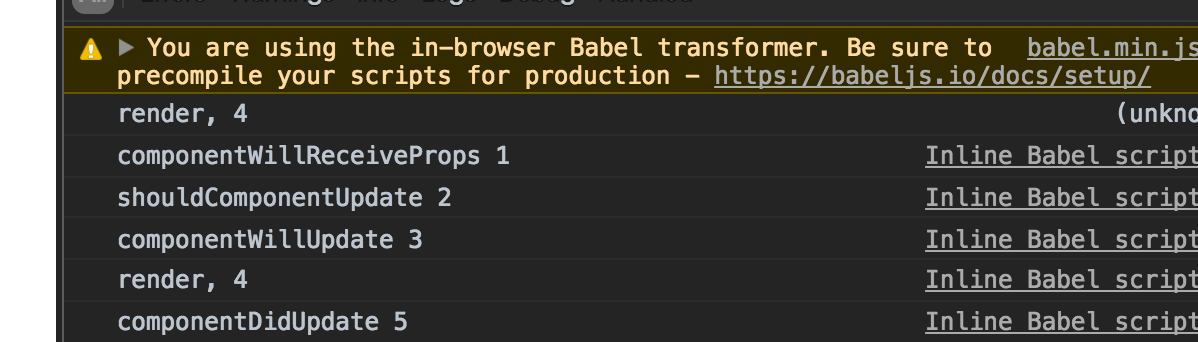 You are using the in-browser Babel transformer. Be sure to babel.min.js
precompile your scripts for production – https://babeljs.io/docs/setup/
render, 4 (unkno
componentWillReceiveProps 1 Inline Babel script
shouldComponentUpdate 2 Inline Babel script
componentWillUpdate 3 Inline Babel script
render, 4 Inline Babel script
componentDidUpdate 5 Inline Babel script